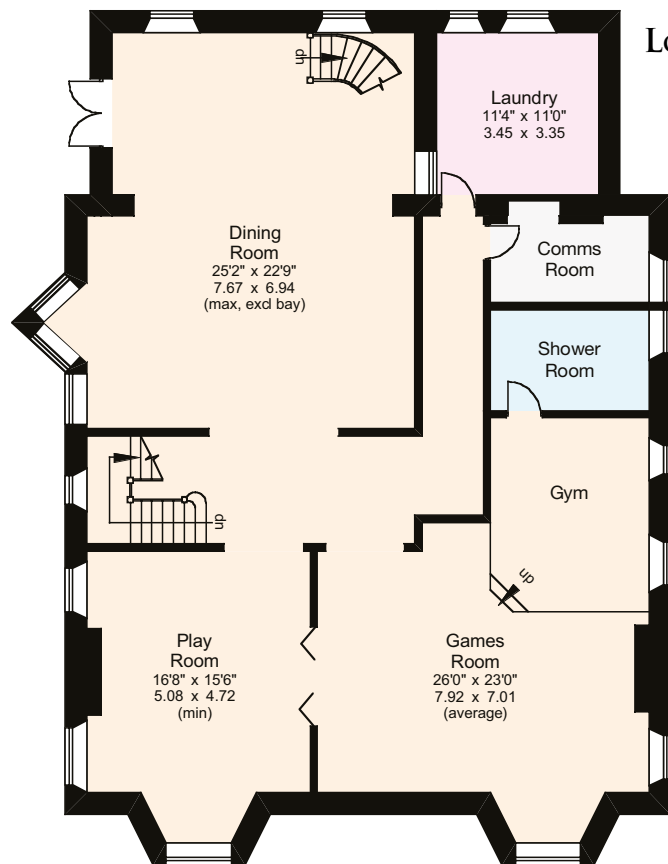 Lo
up
Laundry
11'4" x 11'0"
3.45 x 3.35
Dining
Room
25'2" x 22'9"
7.67 x 6.94
(max, excl bay)
Comms
Room
Shower
Room
Gym
up
up
Play
Room
16'8" x 15'6"
5.08 x 4.72
(min)
Games
Room
26'0" x 23'0"
7.92 x 7.01
(average)